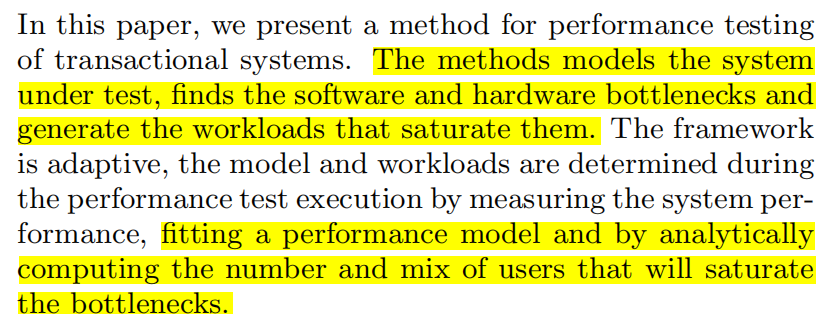 In this paper, we present a method for performance testing
of transactional systems. The methods models the system
under test, finds the software and hardware bottlenecks and
generate the workloads that saturate them. The framework
is adaptive, the model and workloads are determined during
the performance test execution by measuring the system per-
formance, fitting a performance model and by analytically
computing the number and mix of users that will saturate
the bottlenecks.